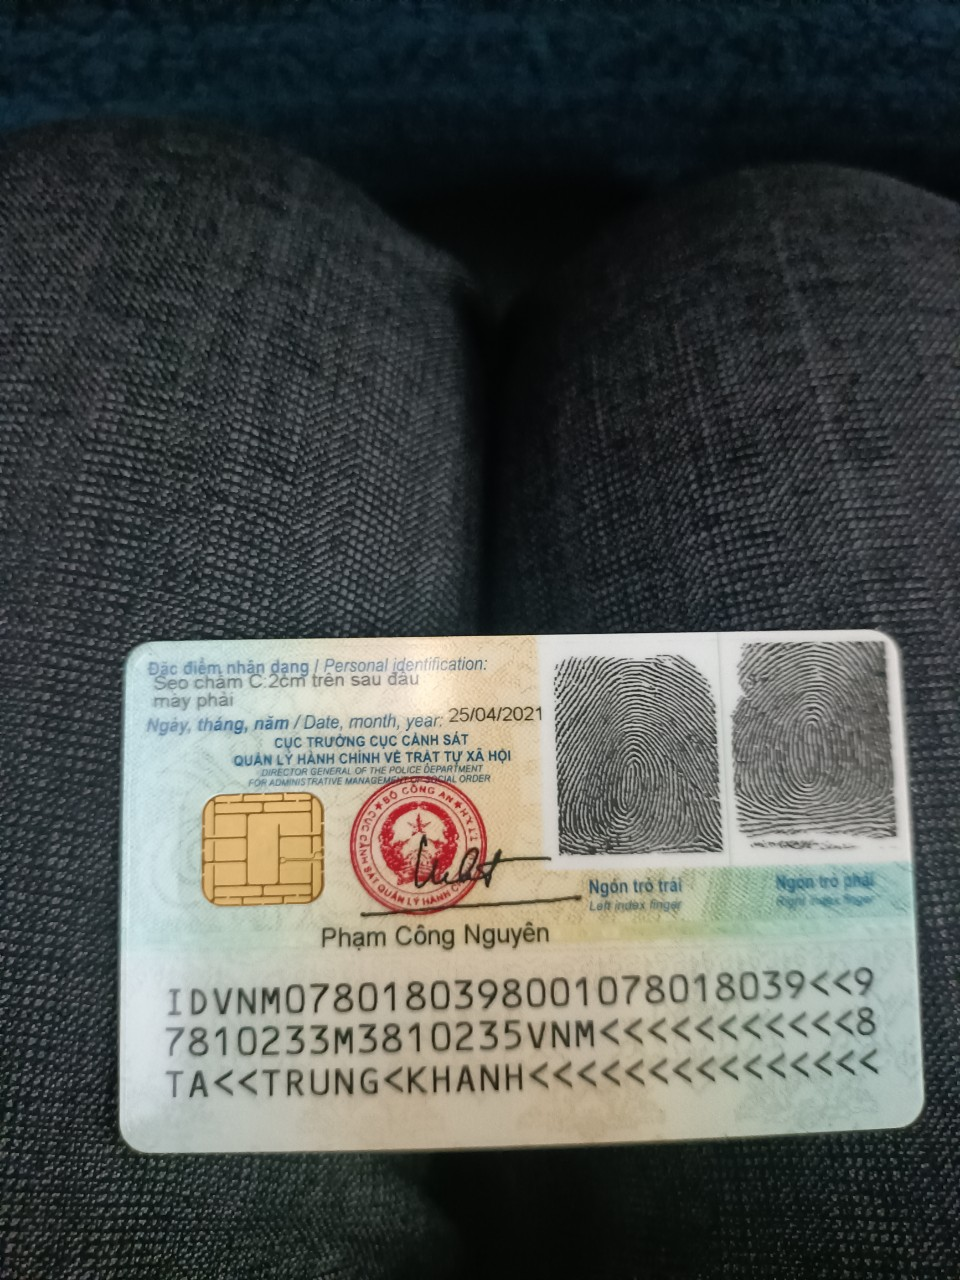 Đặc điểm nhân dạng / Personal identification:
Sẹo chấm C.2cm trên sau đầu
mày phải
Ngày, tháng, năm / Date, month, year: 25/04/2021
CỤC TRƯỞNG CỤC CẢNH SÁT
QUẢN LÝ HÀNH CHÍNH VỀ TRẬT TỰ XÃ HỘI
DIRECTOR GENERAL OF THE POLICE DEPARTMENT
FOR ADMINISTRATIVE MANAGEMENT OF SOCIAL ORDER
BỘ CÔNG AN
CỤC CẢNH SÁT QUẢN LÝ HÀNH
Ngón trỏ trái
Left index finger
Ngón trỏ phải
Right index finger
Phạm Công Nguyên
IDVNM0780180398001078018039<<9
7810233M3810235VNM<<<<<<<<<<<8
TA<<TRUNG<KHANH<<<<<<<<<<<<<<<